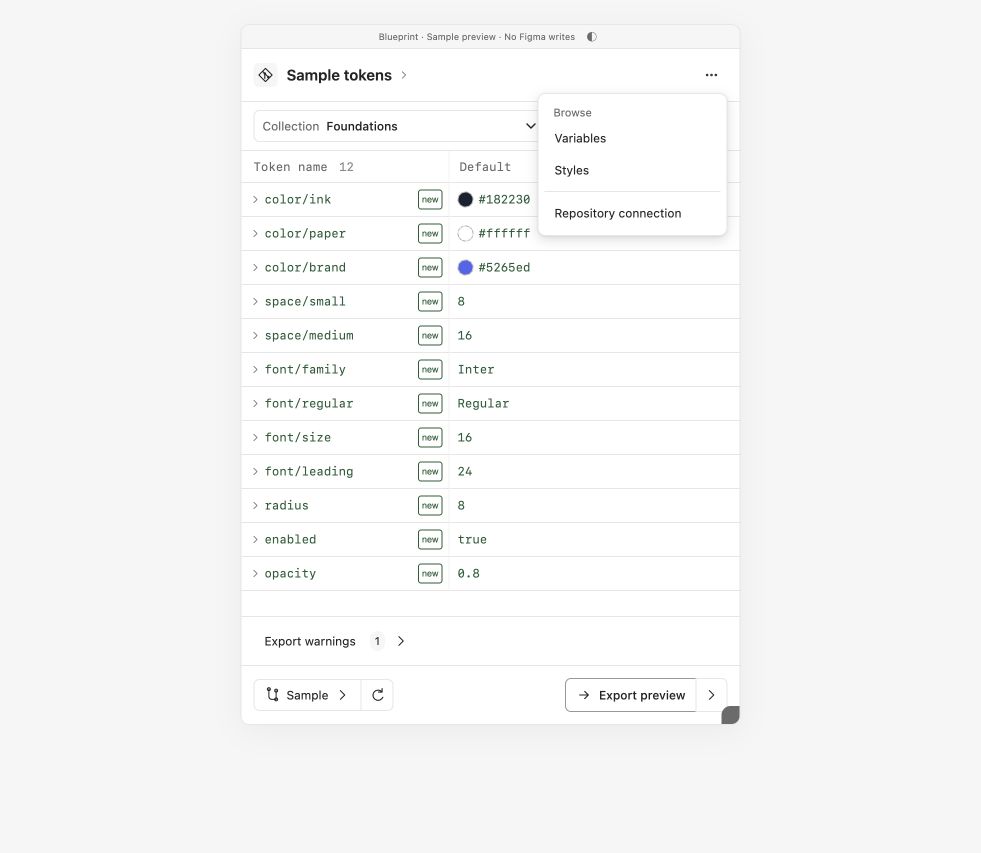 Blueprint · Sample preview · No Figma writes
Sample tokens
Collection Foundations
Browse
Variables
Styles
Repository connection
Token name 12 Default
color/ink new #182230
color/paper new #ffffff
color/brand new #5265ed
space/small new 8
space/medium new 16
font/family new Inter
font/regular new Regular
font/size new 16
font/leading new 24
radius new 8
enabled new true
opacity new 0.8
Export warnings 1
Sample
Export preview